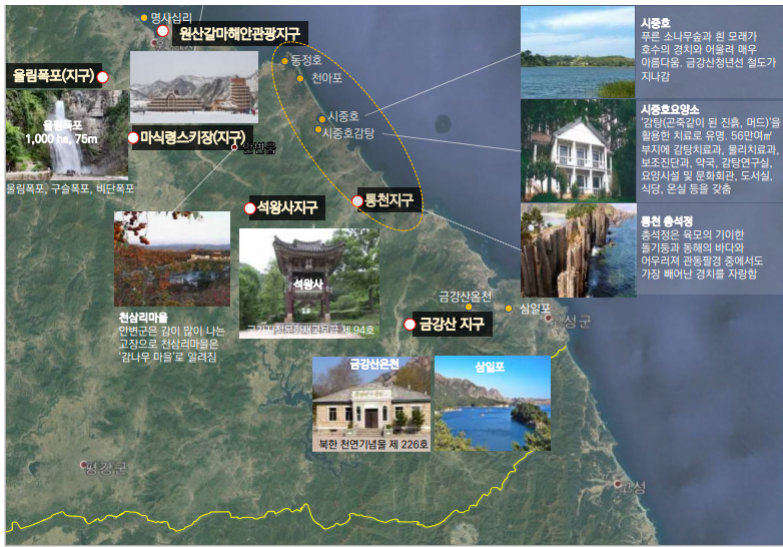 명사십리
원산갈마해안관광지구
울림폭포(지구)
동정호
천아포
시중호
시중호감탕
울림폭포
1,000 ha, 75m
마식령스키장(지구)
울림폭포, 구슬폭포, 비단폭포
석왕사지구
통천지구
석왕사
천삼리마을
안변군은 감이 많이 나는
고장으로 천삼리마을은
'감나무 마을'로 알려짐
금강산온천
삼일포
금강산 지구
금강산온천
북한 천연기념물 제 226호
삼일포
평강군
고성
시중호
푸른 소나무숲과 흰 모래가
호수의 경치와 어울려 매우
아름다움. 금강산청년선 철도가
지나감
시중호요양소
'감탕(곤죽같이 된 진흙, 머드)'을
활용한 치료로 유명. 56만여㎡
부지에 감탕치료과, 물리치료과,
보조진단과, 약국, 감탕연구실,
요양시설 및 문화회관, 도서실,
식당, 온실 등을 갖춤
통천 총석정
총석정은 육모의 기이한
돌기둥과 동해의 바다와
어우러져 관동팔경 중에서도
가장 빼어난 경치를 자랑함